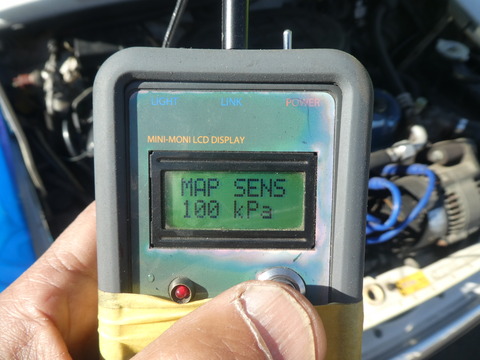 LIGHT LINK POWER
MINI-MONI LCD DISPLAY
MAP SENS
100 kPa